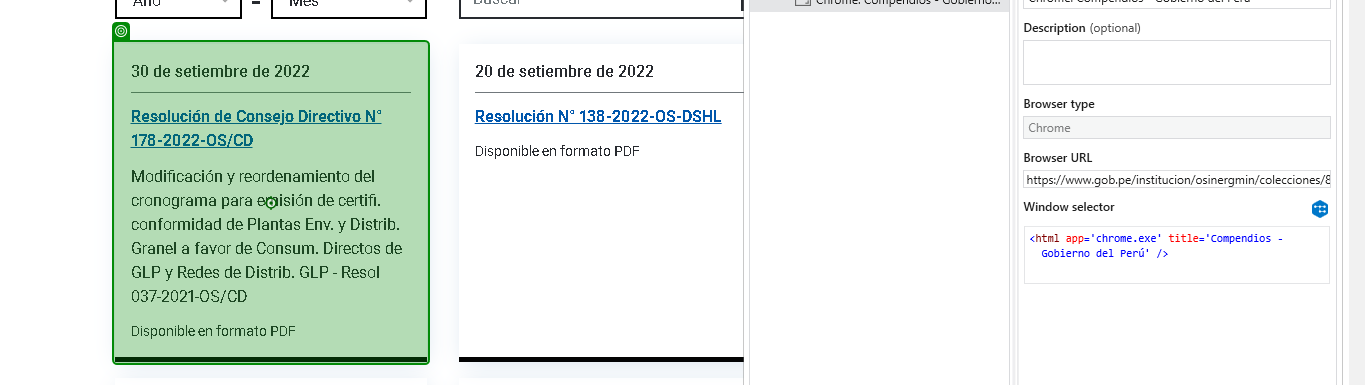 Año
-
Mes
Buscar
30 de setiembre de 2022
Resolución de Consejo Directivo N°
178-2022-OS/CD
Modificación y reordenamiento del
cronograma para emisión de certifi.
conformidad de Plantas Env. y Distrib.
Granel a favor de Consum. Directos de
GLP y Redes de Distrib. GLP - Resol
037-2021-OS/CD
Disponible en formato PDF
20 de setiembre de 2022
Resolución N° 138-2022-OS-DSHL
Disponible en formato PDF
Chrome: Compendios - Gobierno...
Chrome: Compendios - Gobierno del Perú
Description (optional)
Browser type
Chrome
Browser URL
https://www.gob.pe/institucion/osinergmin/colecciones/8
Window selector
<html app='chrome.exe' title='Compendios -
Gobierno del Perú' />